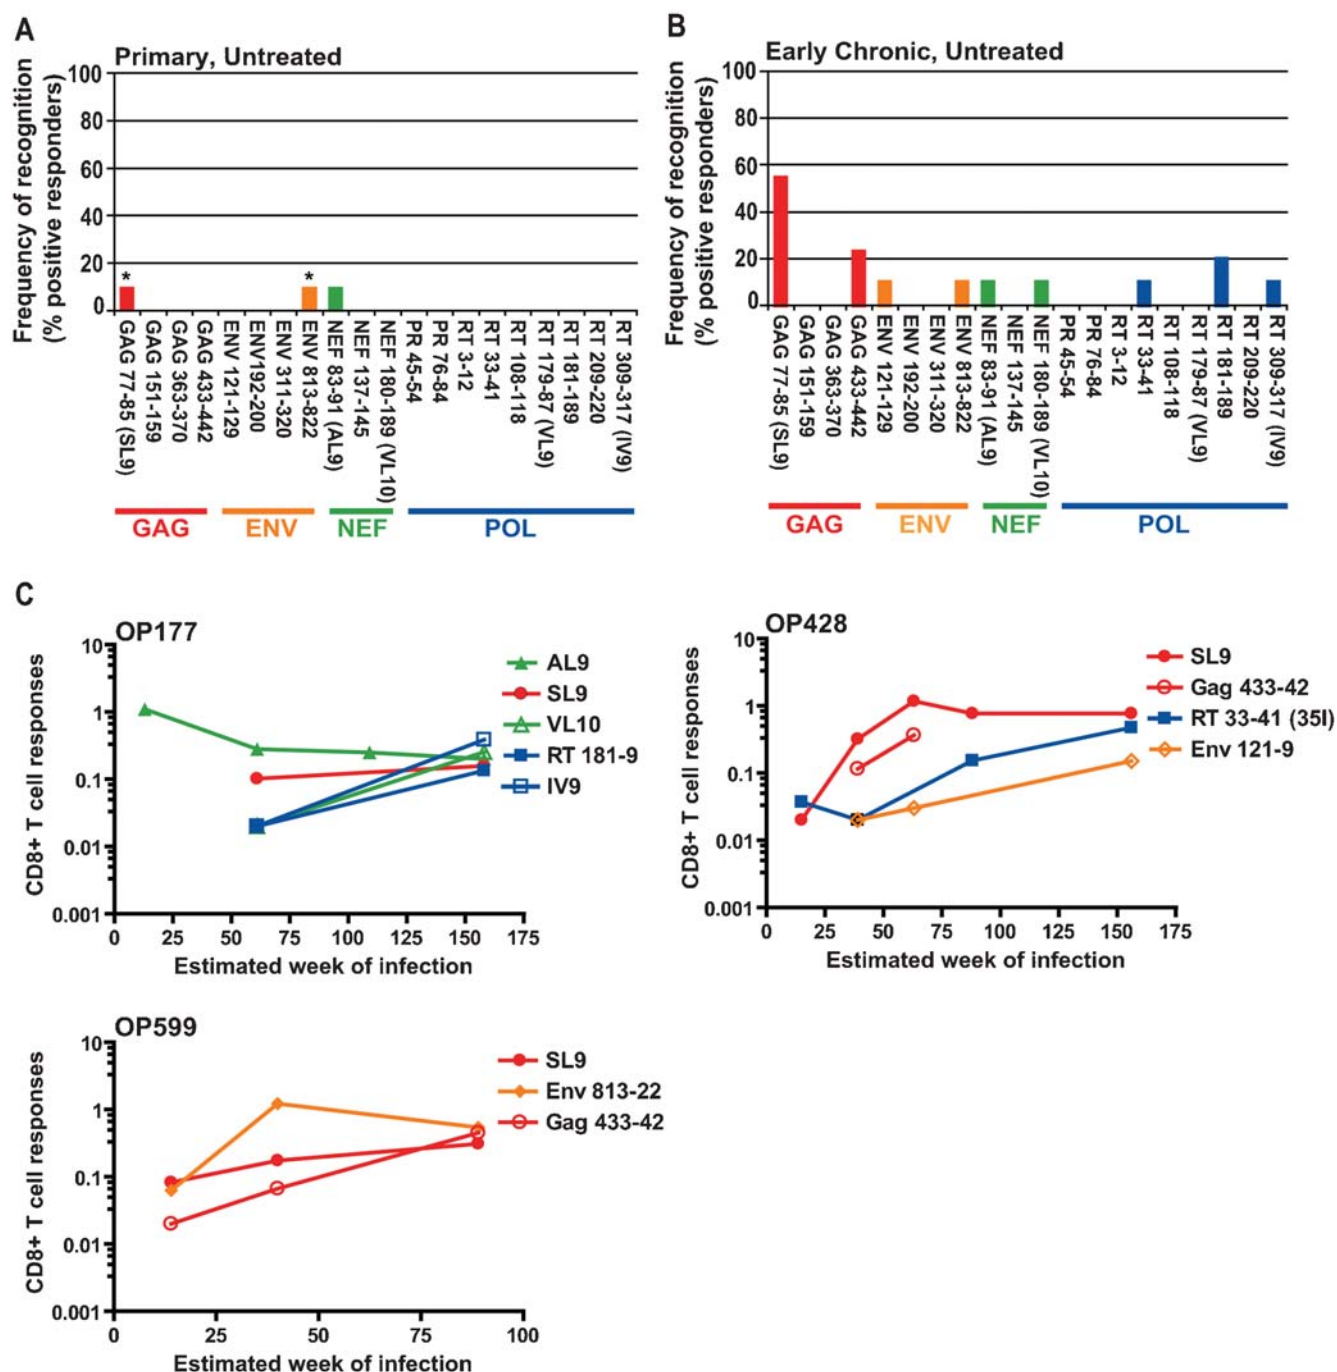 A
Primary, Untreated
Frequency of recognition
(% positive responders)
100
80
60
40
20
0
*
*
GAG 77-85 (SL9)
GAG 151-159
GAG 363-370
GAG 433-442
ENV 121-129
ENV192-200
ENV 311-320
ENV 813-822
NEF 83-91 (AL9)
NEF 137-145
NEF 180-189 (VL10)
PR 45-54
PR 76-84
RT 3-12
RT 33-41
RT 108-118
RT 179-87 (VL9)
RT 181-189
RT 209-220
RT 309-317 (IV9)
GAG
ENV
NEF
POL
B
Early Chronic, Untreated
Frequency of recognition
(% positive responders)
100
80
60
40
20
0
GAG 77-85 (SL9)
GAG 151-159
GAG 363-370
GAG 433-442
ENV 121-129
ENV 192-200
ENV 311-320
ENV 813-822
NEF 83-91 (AL9)
NEF 137-145
NEF 180-189 (VL10)
PR 45-54
PR 76-84
RT 3-12
RT 33-41
RT 108-118
RT 179-87 (VL9)
RT 181-189
RT 209-220
RT 309-317 (IV9)
GAG
ENV
NEF
POL
C
OP177
CD8+ T cell responses
10
1
0.1
0.01
0.001
0 25 50 75 100 125 150 175
Estimated week of infection
AL9
SL9
VL10
RT 181-9
IV9
OP428
CD8+ T cell responses
10
1
0.1
0.01
0.001
0 25 50 75 100 125 150 175
Estimated week of infection
SL9
Gag 433-42
RT 33-41 (35I)
Env 121-9
OP599
CD8+ T cell responses
10
1
0.1
0.01
0.001
0 25 50 75 100
Estimated week of infection
SL9
Env 813-22
Gag 433-42